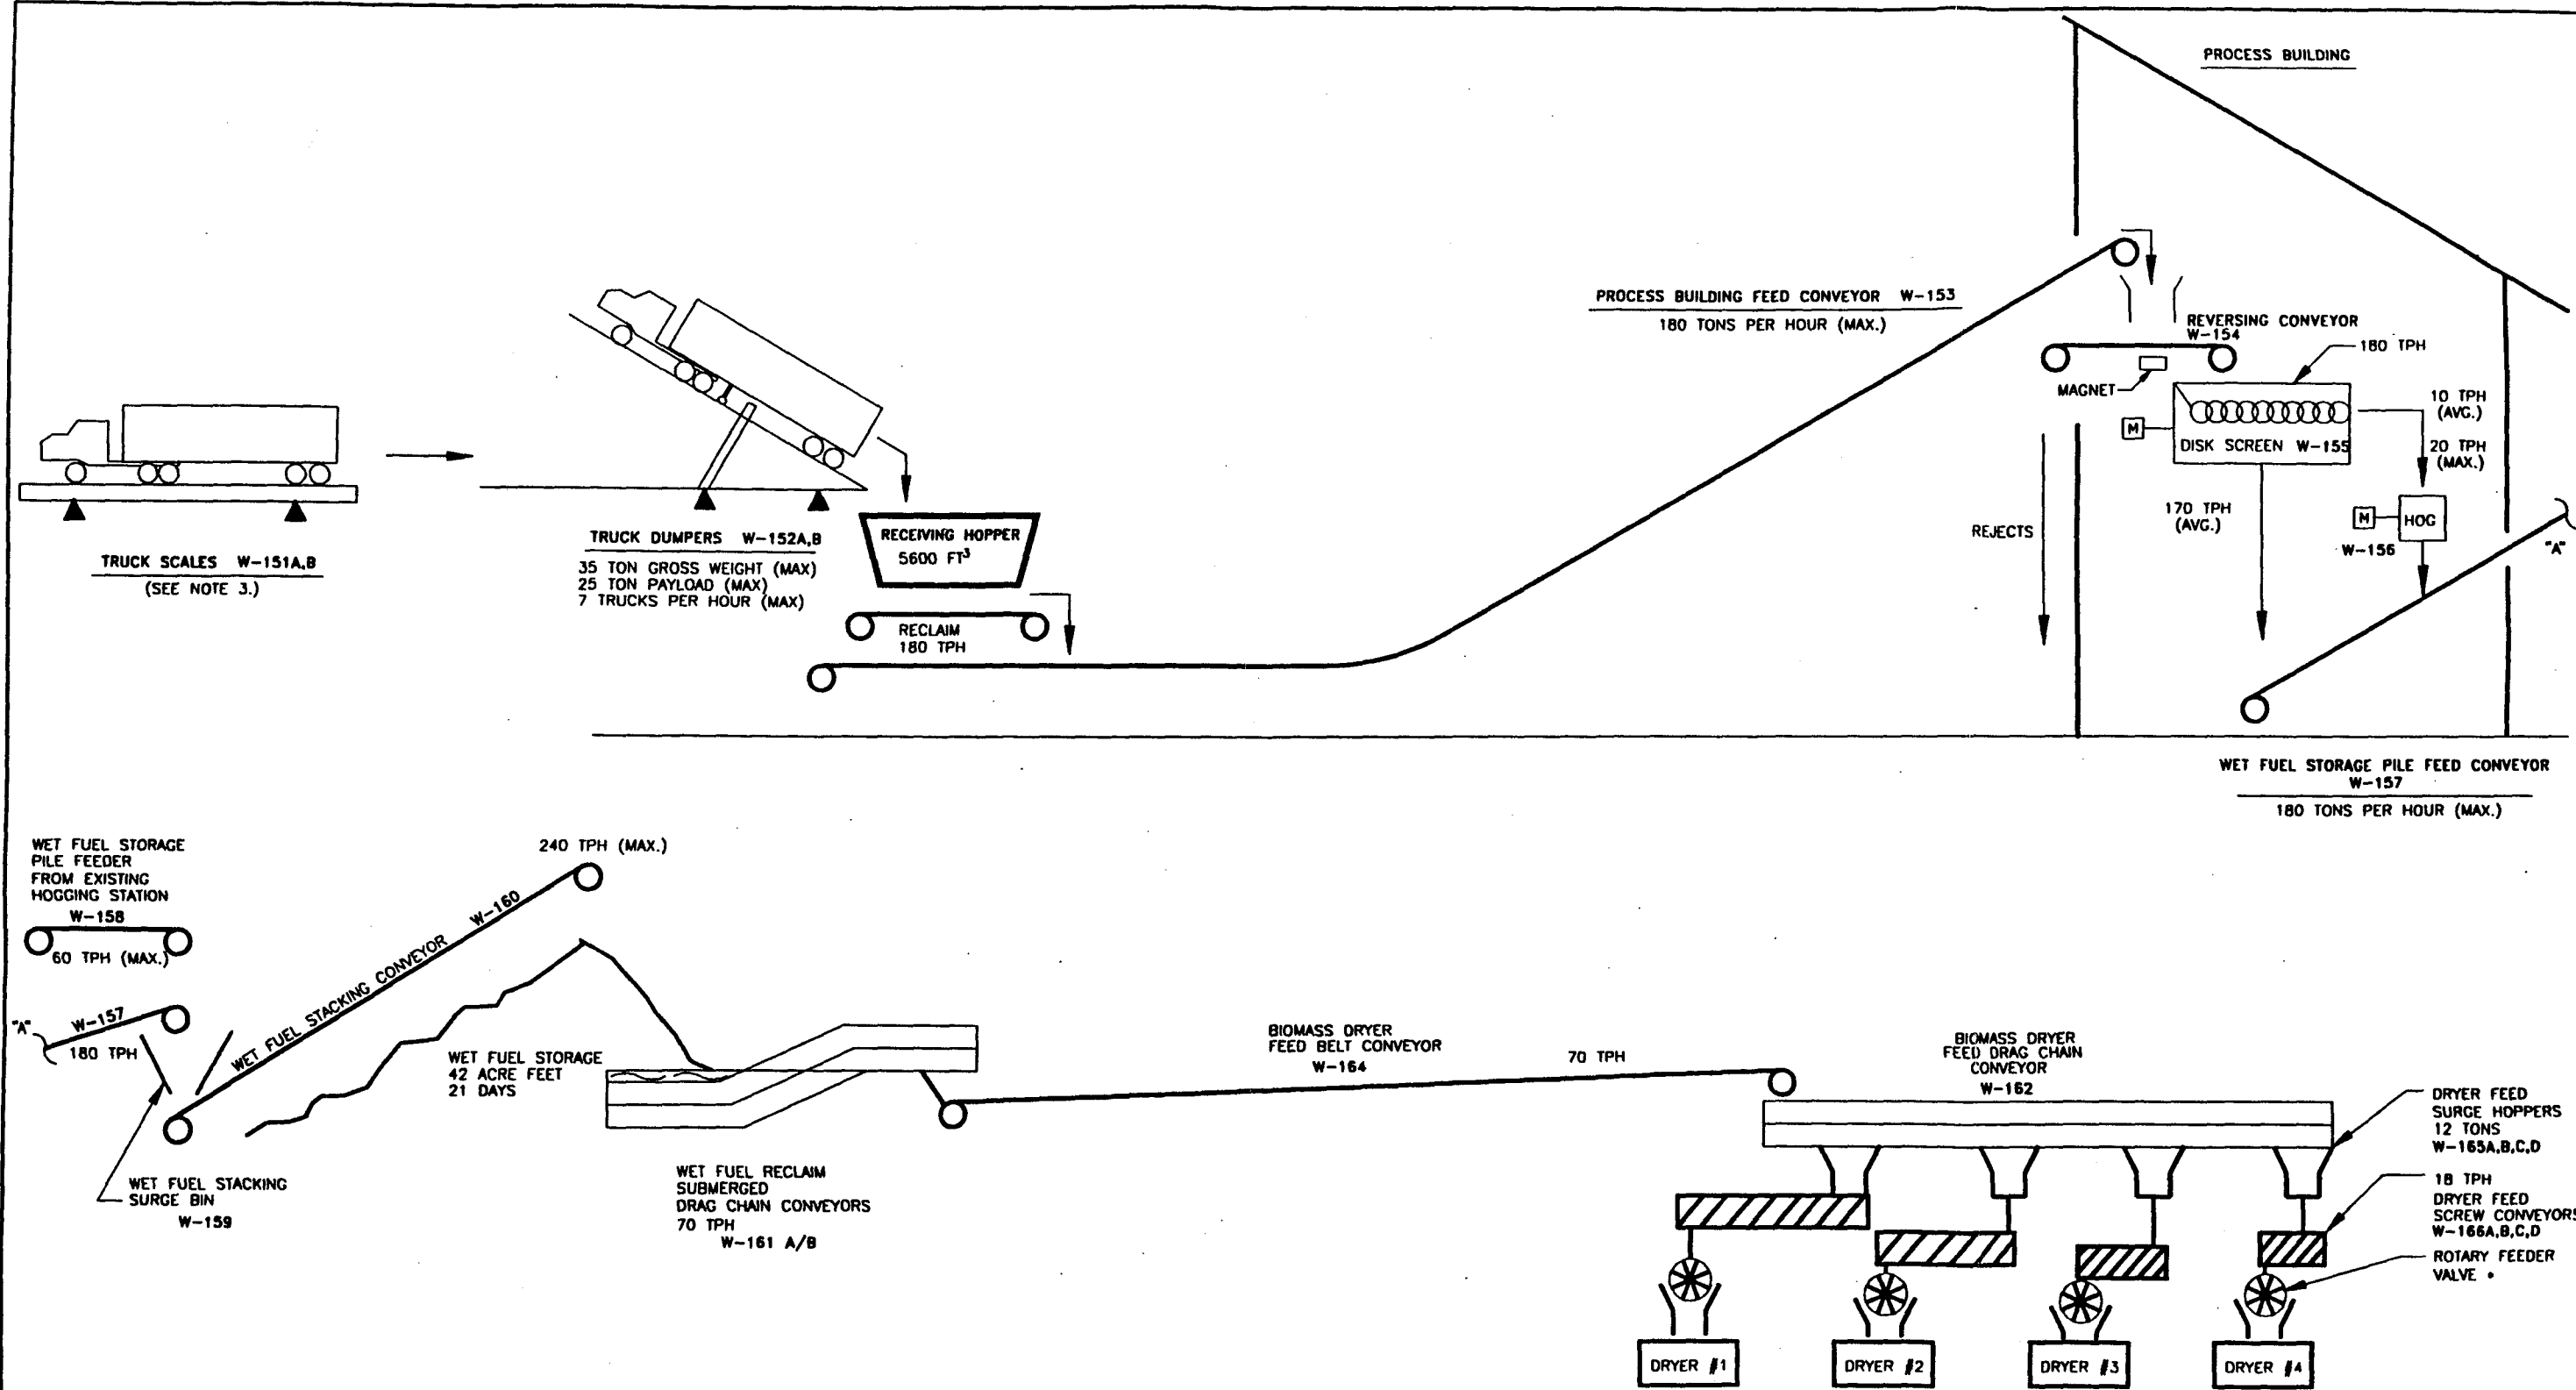 PROCESS BUILDING
PROCESS BUILDING FEED CONVEYOR W-153
180 TONS PER HOUR (MAX.)
REVERSING CONVEYOR
W-154
180 TPH
MAGNET
10 TPH
(AVG.)
M
DISK SCREEN W-155
20 TPH
(MAX.)
170 TPH
(AVG.)
M
HOG
W-156
REJECTS
"A"
TRUCK SCALES W-151A,B
(SEE NOTE 3.)
TRUCK DUMPERS W-152A,B
35 TON GROSS WEIGHT (MAX)
25 TON PAYLOAD (MAX)
7 TRUCKS PER HOUR (MAX)
RECEIVING HOPPER
5600 FT³
RECLAIM
180 TPH
WET FUEL STORAGE PILE FEED CONVEYOR
W-157
180 TONS PER HOUR (MAX.)
WET FUEL STORAGE
PILE FEEDER
FROM EXISTING
HOGGING STATION
W-158
60 TPH (MAX.)
240 TPH (MAX.)
WET FUEL STACKING CONVEYOR W-160
"A"
W-157
180 TPH
WET FUEL STORAGE
42 ACRE FEET
21 DAYS
WET FUEL STACKING
SURGE BIN
W-159
WET FUEL RECLAIM
SUBMERGED
DRAG CHAIN CONVEYORS
70 TPH
W-161 A/B
BIOMASS DRYER
FEED BELT CONVEYOR
W-164
70 TPH
BIOMASS DRYER
FEED DRAG CHAIN
CONVEYOR
W-162
DRYER FEED
SURGE HOPPERS
12 TONS
W-165A,B,C,D
18 TPH
DRYER FEED
SCREW CONVEYORS
W-166A,B,C,D
ROTARY FEEDER
VALVE •
DRYER #1
DRYER #2
DRYER #3
DRYER #4